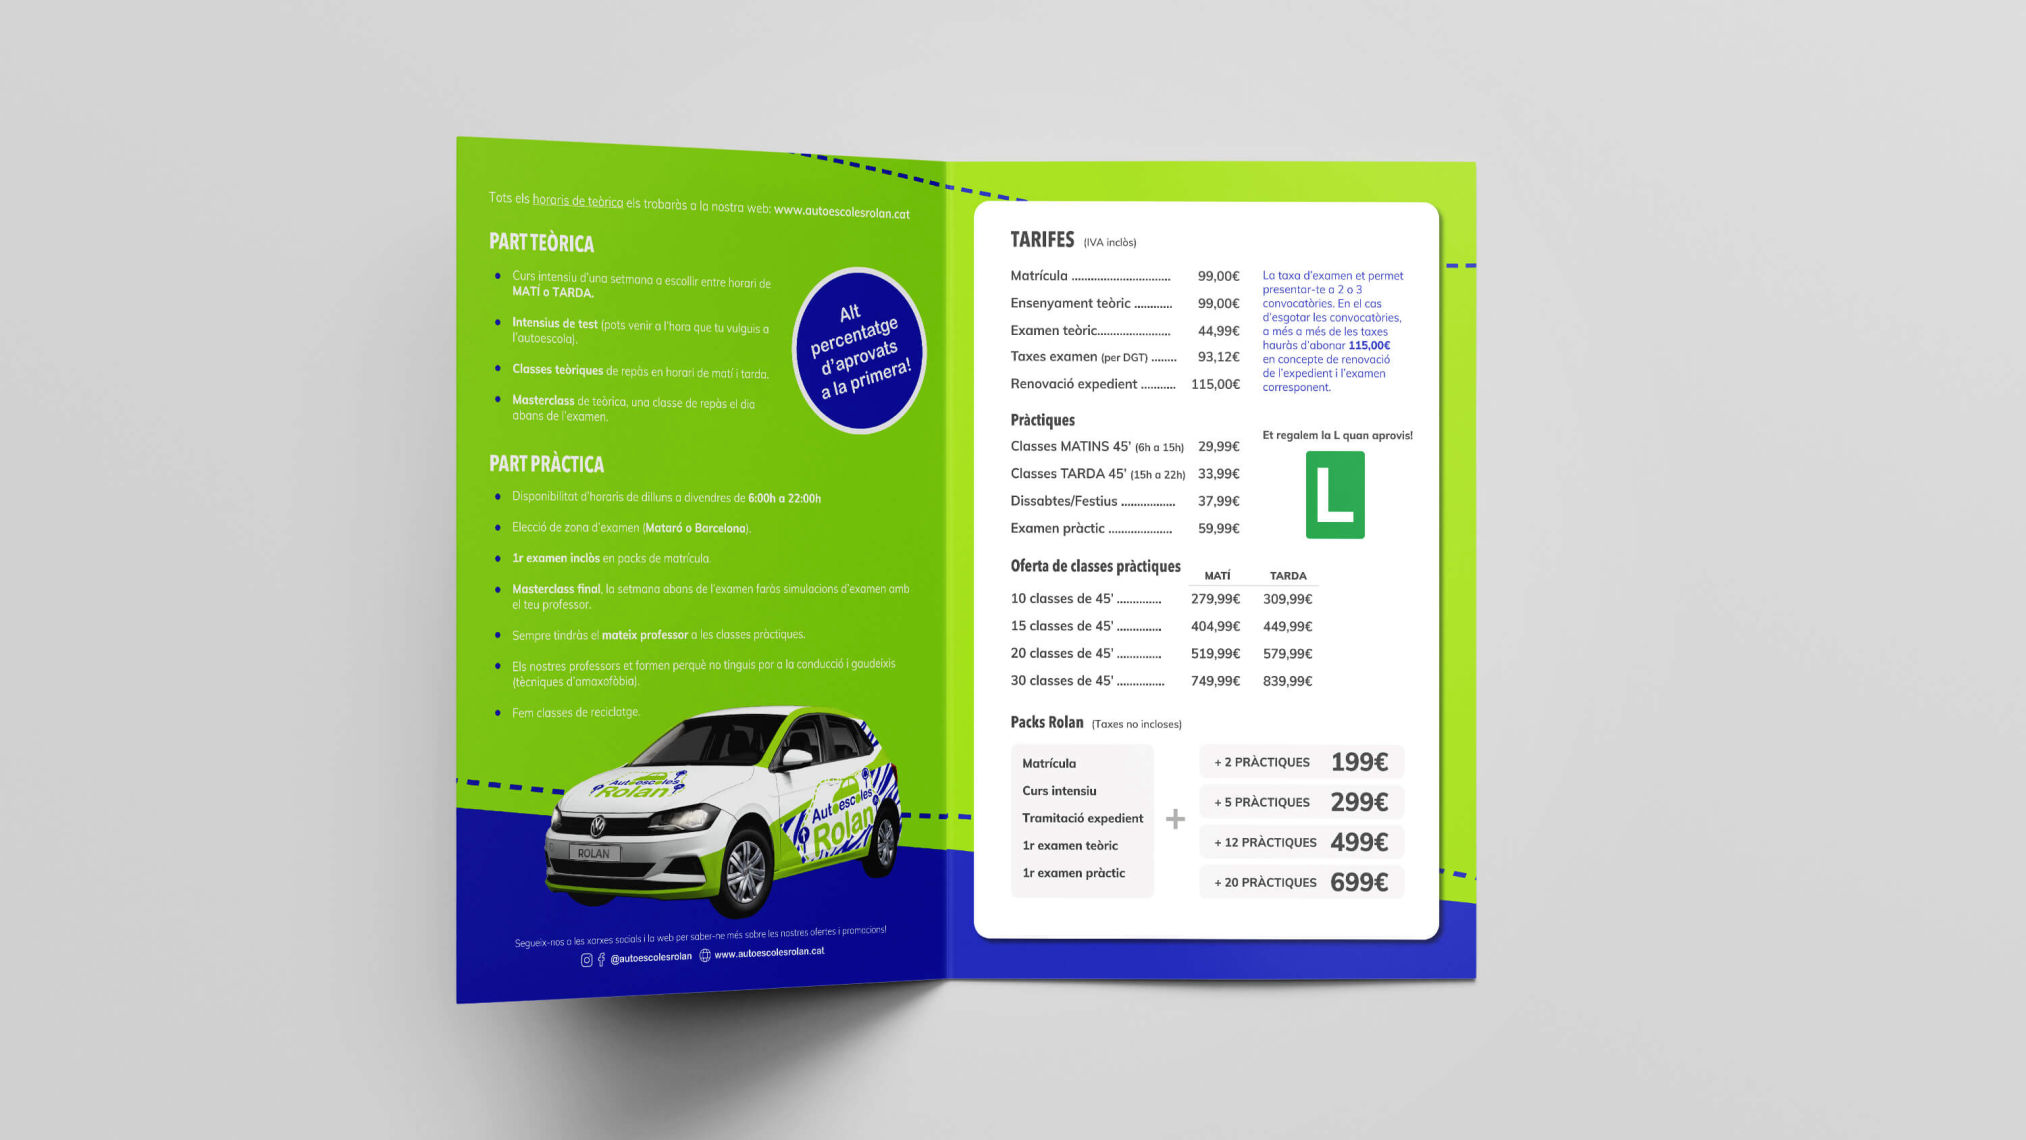 Tots els horaris de teòrica els trobaràs a la nostra web: www.autoescolesrolan.cat
PART TEÒRICA
Curs intensiu d'una setmana a escollir entre horari de
MATÍ o TARDA.
Intensius de test (pots venir a l'hora que tu vulguis a
l'autoescola).
Classes teòriques de repàs en horari de matí i tarda.
Masterclass de teòrica, una classe de repàs el dia
abans de l'examen.
Alt
percentatge
d'aprovats
a la primera!
PART PRÀCTICA
Disponibilitat d'horaris de dilluns a divendres de 6:00h a 22:00h
Elecció de zona d'examen (Mataró o Barcelona).
1r examen inclòs en packs de matrícula.
Masterclass final, la setmana abans de l'examen faràs simulacions d'examen amb
el teu professor.
Sempre tindràs el mateix professor a les classes pràctiques.
Els nostres professors et formen perquè no tinguis por a la conducció i gaudeixis
(tècniques d'amaxofòbia).
Fem classes de reciclatge.
Autoescoles
Rolan
Autoescoles
Rolan
ROLAN
Segueix-nos a les xarxes socials i la web per saber-ne més sobre les nostres ofertes i promocions!
@autoescolesrolan www.autoescolesrolan.cat
TARIFES (IVA inclòs)
Matrícula ............................... 99,00€
Ensenyament teòric ............ 99,00€
Examen teòric....................... 44,99€
Taxes examen (per DGT) ........ 93,12€
Renovació expedient ........... 115,00€
La taxa d'examen et permet
presentar-te a 2 o 3
convocatòries. En el cas
d'esgotar les convocatòries,
a més a més de les taxes
hauràs d'abonar 115,00€
en concepte de renovació
de l'expedient i l'examen
corresponent.
Pràctiques
Classes MATINS 45' (6h a 15h) 29,99€
Classes TARDA 45' (15h a 22h) 33,99€
Dissabtes/Festius ................. 37,99€
Examen pràctic .................... 59,99€
Et regalem la L quan aprovis!
L
Oferta de classes pràctiques MATÍ TARDA
10 classes de 45' .............. 279,99€ 309,99€
15 classes de 45' .............. 404,99€ 449,99€
20 classes de 45' .............. 519,99€ 579,99€
30 classes de 45' ............... 749,99€ 839,99€
Packs Rolan (Taxes no incloses)
Matrícula
Curs intensiu
Tramitació expedient
1r examen teòric
1r examen pràctic
+
+ 2 PRÀCTIQUES 199€
+ 5 PRÀCTIQUES 299€
+ 12 PRÀCTIQUES 499€
+ 20 PRÀCTIQUES 699€